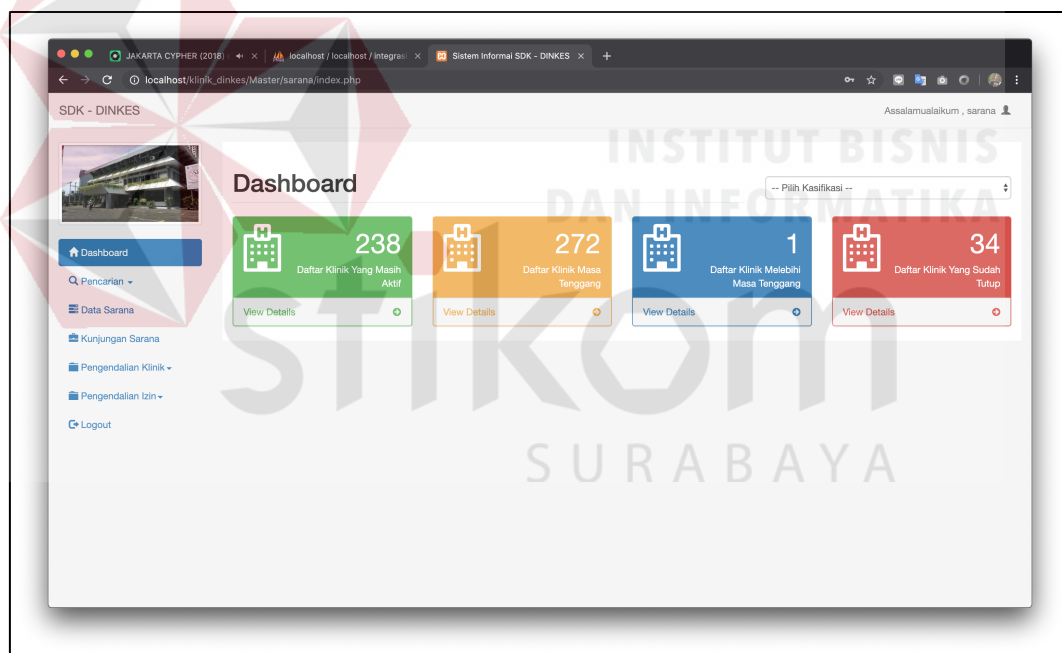 JAKARTA CYPHER (2018)
localhost / localhost / integrasi
Sistem Informai SDK - DINKES
localhost/klinik_dinkes/Master/sarana/index.php
SDK - DINKES
Assalamualaikum , sarana
INSTITUT BISNIS
DAN INFORMATIKA
Dashboard
-- Pilih Kasifikasi --
238
Daftar Klinik Yang Masih
Aktif
View Details
272
Daftar Klinik Masa
Tenggang
View Details
1
Daftar Klinik Melebihi
Masa Tenggang
View Details
34
Daftar Klinik Yang Sudah
Tutup
View Details
Dashboard
Pencarian
Data Sarana
Kunjungan Sarana
Pengendalian Klinik
Pengendalian Izin
Logout
stikom
SURABAYA